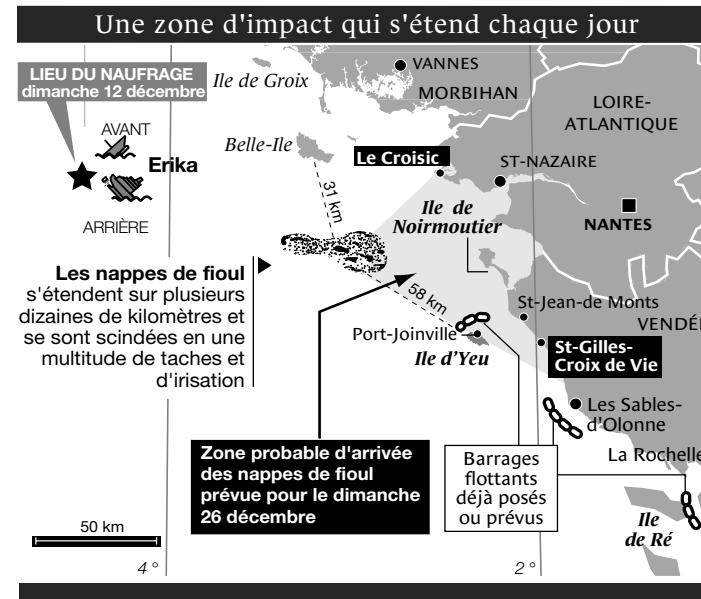 Une zone d'impact qui s'étend chaque jour
LIEU DU NAUFRAGE
dimanche 12 décembre
AVANT
Erika
ARRIÈRE
Ile de Groix
VANNES
MORBIHAN
LOIRE-
ATLANTIQUE
Belle-Ile
Le Croisic
ST-NAZAIRE
31 km
Ile de
Noirmoutier
NANTES
Les nappes de fioul
s'étendent sur plusieurs
dizaines de kilomètres et
se sont scindées en une
multitude de taches et
d'irisation
58 km
St-Jean-de Monts
VENDÉ
Port-Joinville
Ile d'Yeu
St-Gilles-
Croix de Vie
Les Sables-
d'Olonne
La Rochelle
Zone probable d'arrivée
des nappes de fioul
prévue pour le dimanche
26 décembre
Barrages
flottants
déjà posés
ou prévus
Ile
de Ré
50 km
4°
2°